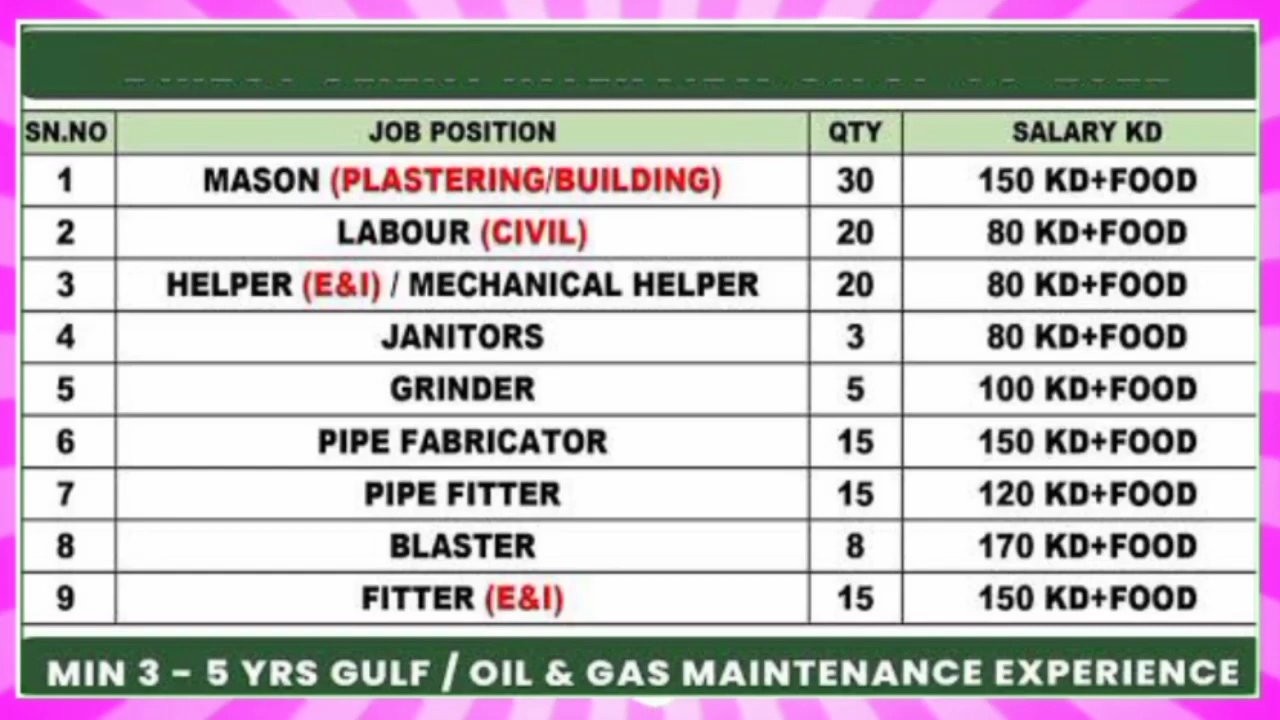 SN.NO JOB POSITION QTY SALARY KD
1 MASON (PLASTERING/BUILDING) 30 150 KD+FOOD
2 LABOUR (CIVIL) 20 80 KD+FOOD
3 HELPER (E&I) / MECHANICAL HELPER 20 80 KD+FOOD
4 JANITORS 3 80 KD+FOOD
5 GRINDER 5 100 KD+FOOD
6 PIPE FABRICATOR 15 150 KD+FOOD
7 PIPE FITTER 15 120 KD+FOOD
8 BLASTER 8 170 KD+FOOD
9 FITTER (E&I) 15 150 KD+FOOD
MIN 3 - 5 YRS GULF / OIL & GAS MAINTENANCE EXPERIENCE